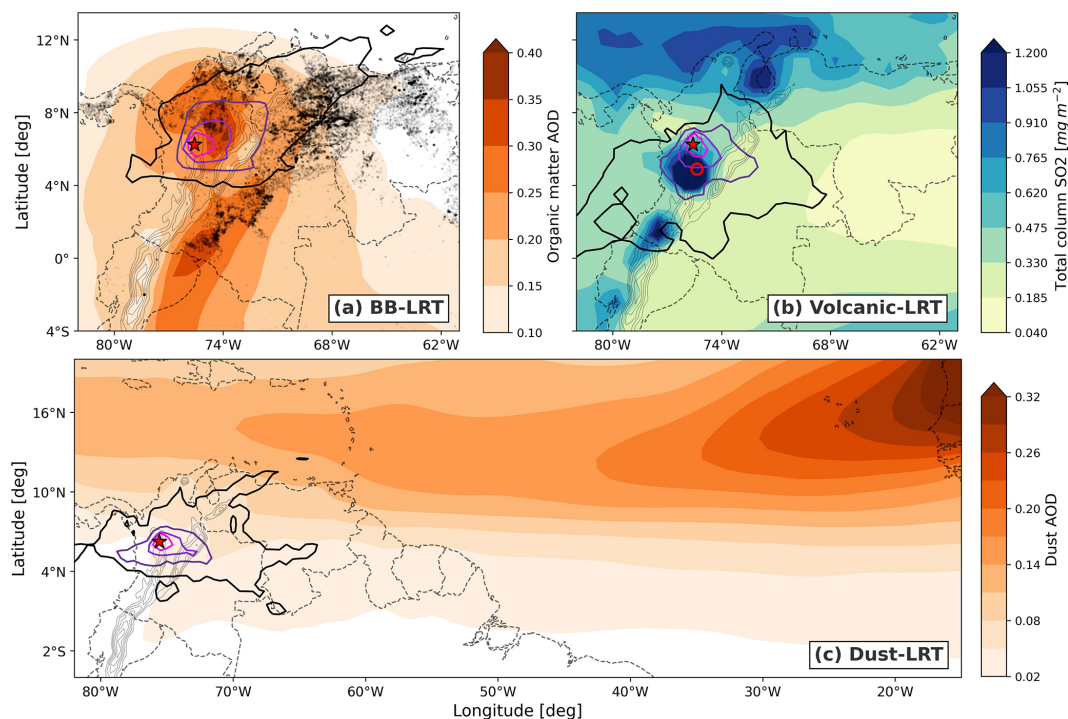 12°N
8°N
4°N
0°
4°S
Latitude [deg]
80°W
74°W
68°W
62°W
(a) BB-LRT
0.40
0.35
0.30
0.25
0.20
0.15
0.10
Organic matter AOD
80°W
74°W
68°W
62°W
(b) Volcanic-LRT
1.200
1.055
0.910
0.765
0.620
0.475
0.330
0.185
0.040
Total column SO2 [mg m⁻²]
16°N
10°N
4°N
2°S
Latitude [deg]
80°W
70°W
60°W
50°W
40°W
30°W
20°W
Longitude [deg]
(c) Dust-LRT
0.32
0.26
0.20
0.14
0.08
0.02
Dust AOD